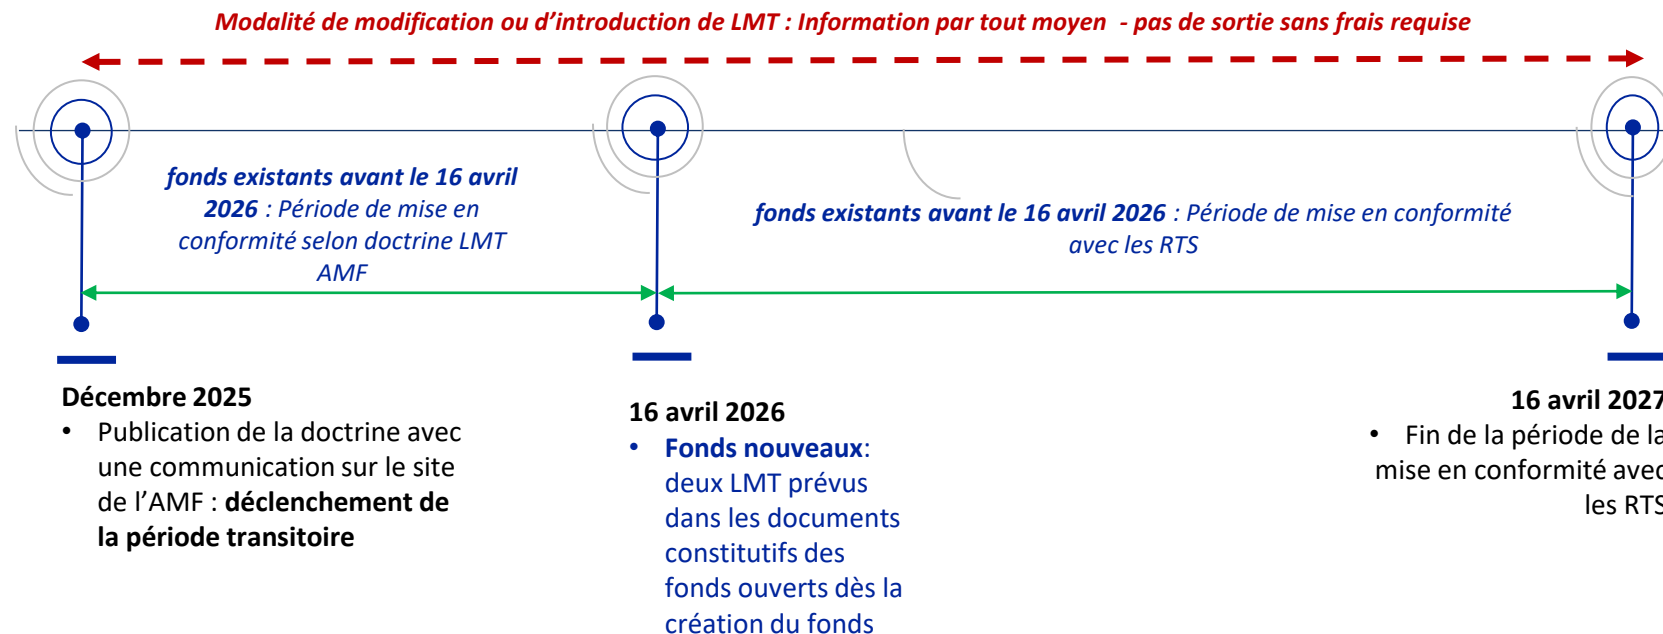 Modalité de modification ou d’introduction de LMT : Information par tout moyen - pas de sortie sans frais requise
fonds existants avant le 16 avril
2026 : Période de mise en
conformité selon doctrine LMT
AMF
fonds existants avant le 16 avril 2026 : Période de mise en conformité
avec les RTS
Décembre 2025
• Publication de la doctrine avec
une communication sur le site
de l’AMF : déclenchement de
la période transitoire
16 avril 2026
• Fonds nouveaux:
deux LMT prévus
dans les documents
constitutifs des
fonds ouverts dès la
création du fonds
16 avril 2027
• Fin de la période de la
mise en conformité avec
les RTS